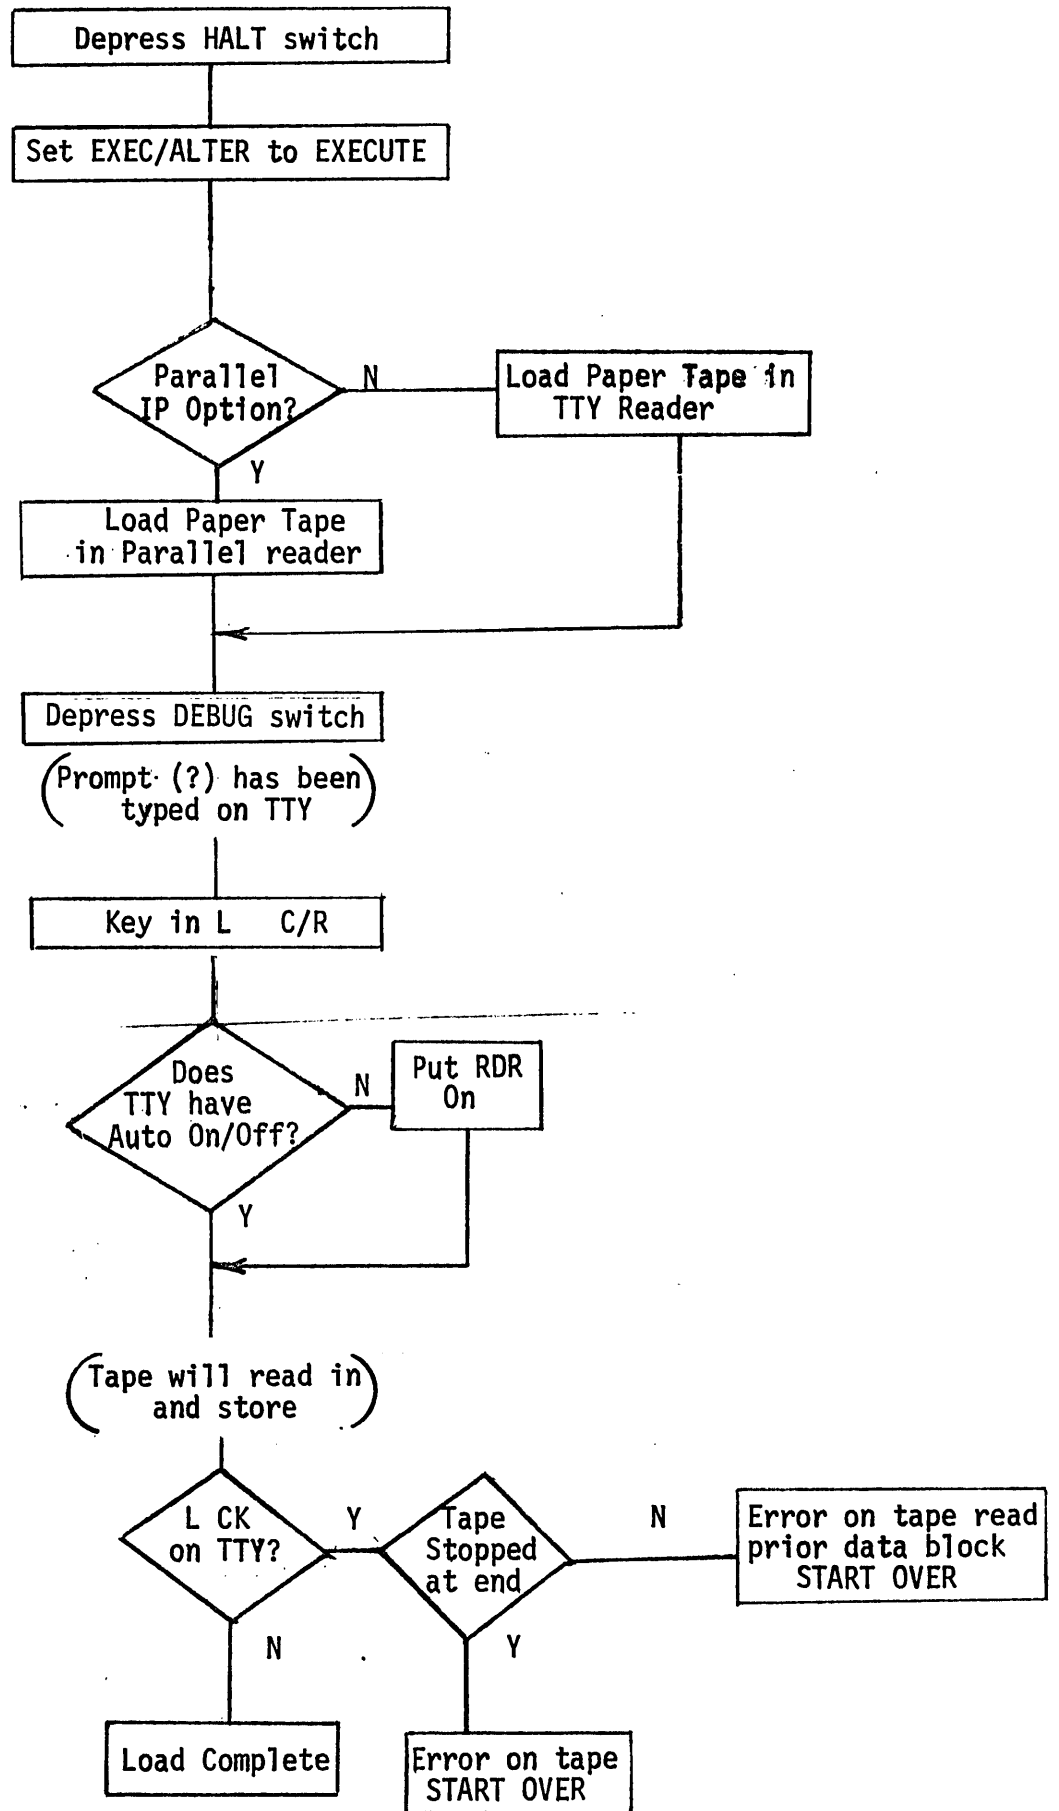 Depress HALT switch
Set EXEC/ALTER to EXECUTE
Parallel
IP Option?
N
Load Paper Tape in
TTY Reader
Y
Load Paper Tape
in Parallel reader
Depress DEBUG switch
(Prompt (?) has been
typed on TTY)
Key in L C/R
Does
TTY have
Auto On/Off?
N
Put RDR
On
Y
(Tape will read in
and store)
L CK
on TTY?
Y
Tape
Stopped
at end
N
Error on tape read
prior data block
START OVER
N
Y
Load Complete
Error on tape
START OVER